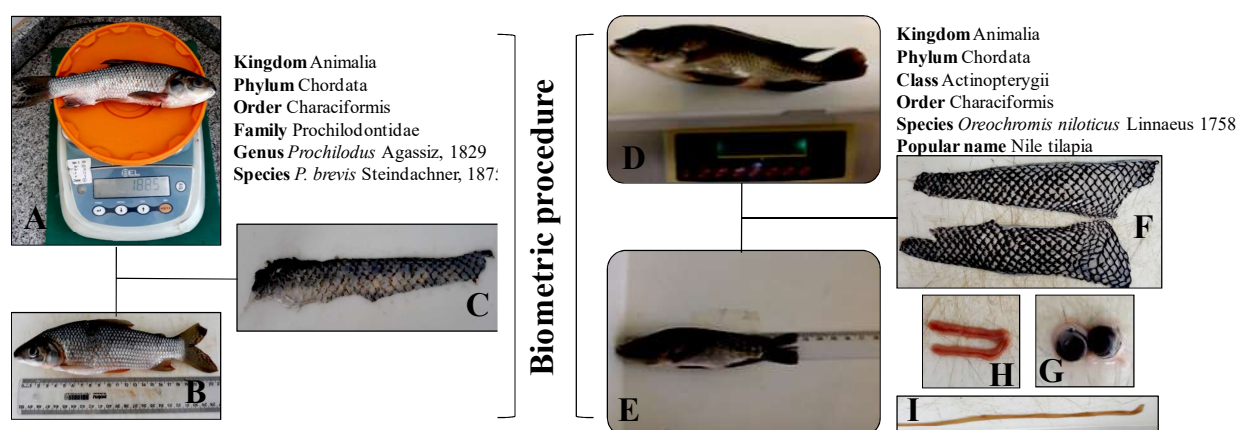 Kingdom Animalia
Phylum Chordata
Order Characiformis
Family Prochilodontidae
Genus Prochilodus Agassiz, 1829
Species P. brevis Steindachner, 187
A
1885
B
C
Biometric procedure
D
E
Kingdom Animalia
Phylum Chordata
Class Actinopterygii
Order Characiformis
Species Oreochromis niloticus Linnaeus 1758
Popular name Nile tilapia
F
H
G
I